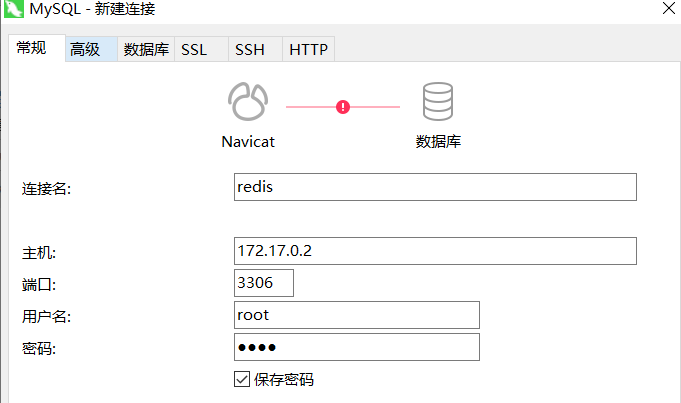 MySQL - 新建连接
常规 高级 数据库 SSL SSH HTTP
Navicat 数据库
连接名: redis
主机: 172.17.0.2
端口: 3306
用户名: root
密码: ●●●●
保存密码